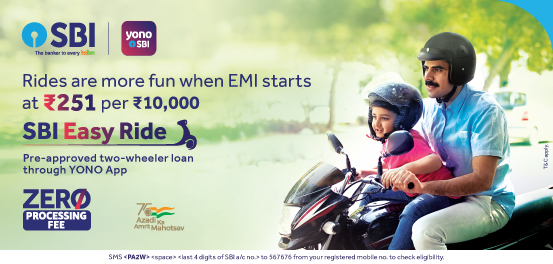 SBI
The banker to every Indian
yono
SBI
Rides are more fun when EMI starts
at ₹251 per ₹10,000
SBI Easy Ride
Pre-approved two-wheeler loan
through YONO App
ZERO
PROCESSING
FEE
75
Azadi Ka
Amrit Mahotsav
T&C apply.
SMS <PA2W> <space> <last 4 digits of SBI a/c no.> to 567676 from your registered mobile no. to check eligibility.